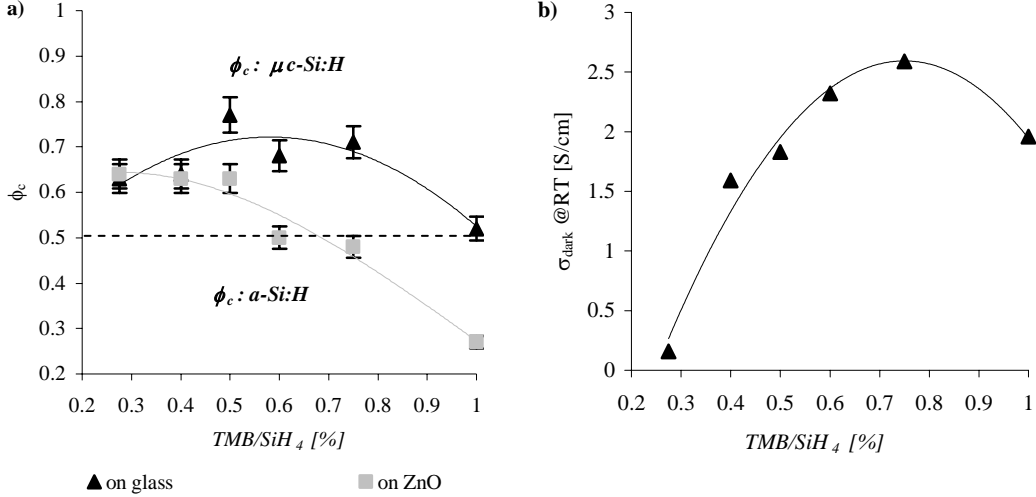 a)
1
0.9
0.8
0.7
0.6
0.5
0.4
0.3
0.2
ϕc
ϕc : μc-Si:H
ϕc : a-Si:H
0.2 0.3 0.4 0.5 0.6 0.7 0.8 0.9 1
TMB/SiH4 [%]
on glass on ZnO
b)
3
2.5
2
1.5
1
0.5
0
σdark @RT [S/cm]
0.2 0.3 0.4 0.5 0.6 0.7 0.8 0.9 1
TMB/SiH4 [%]